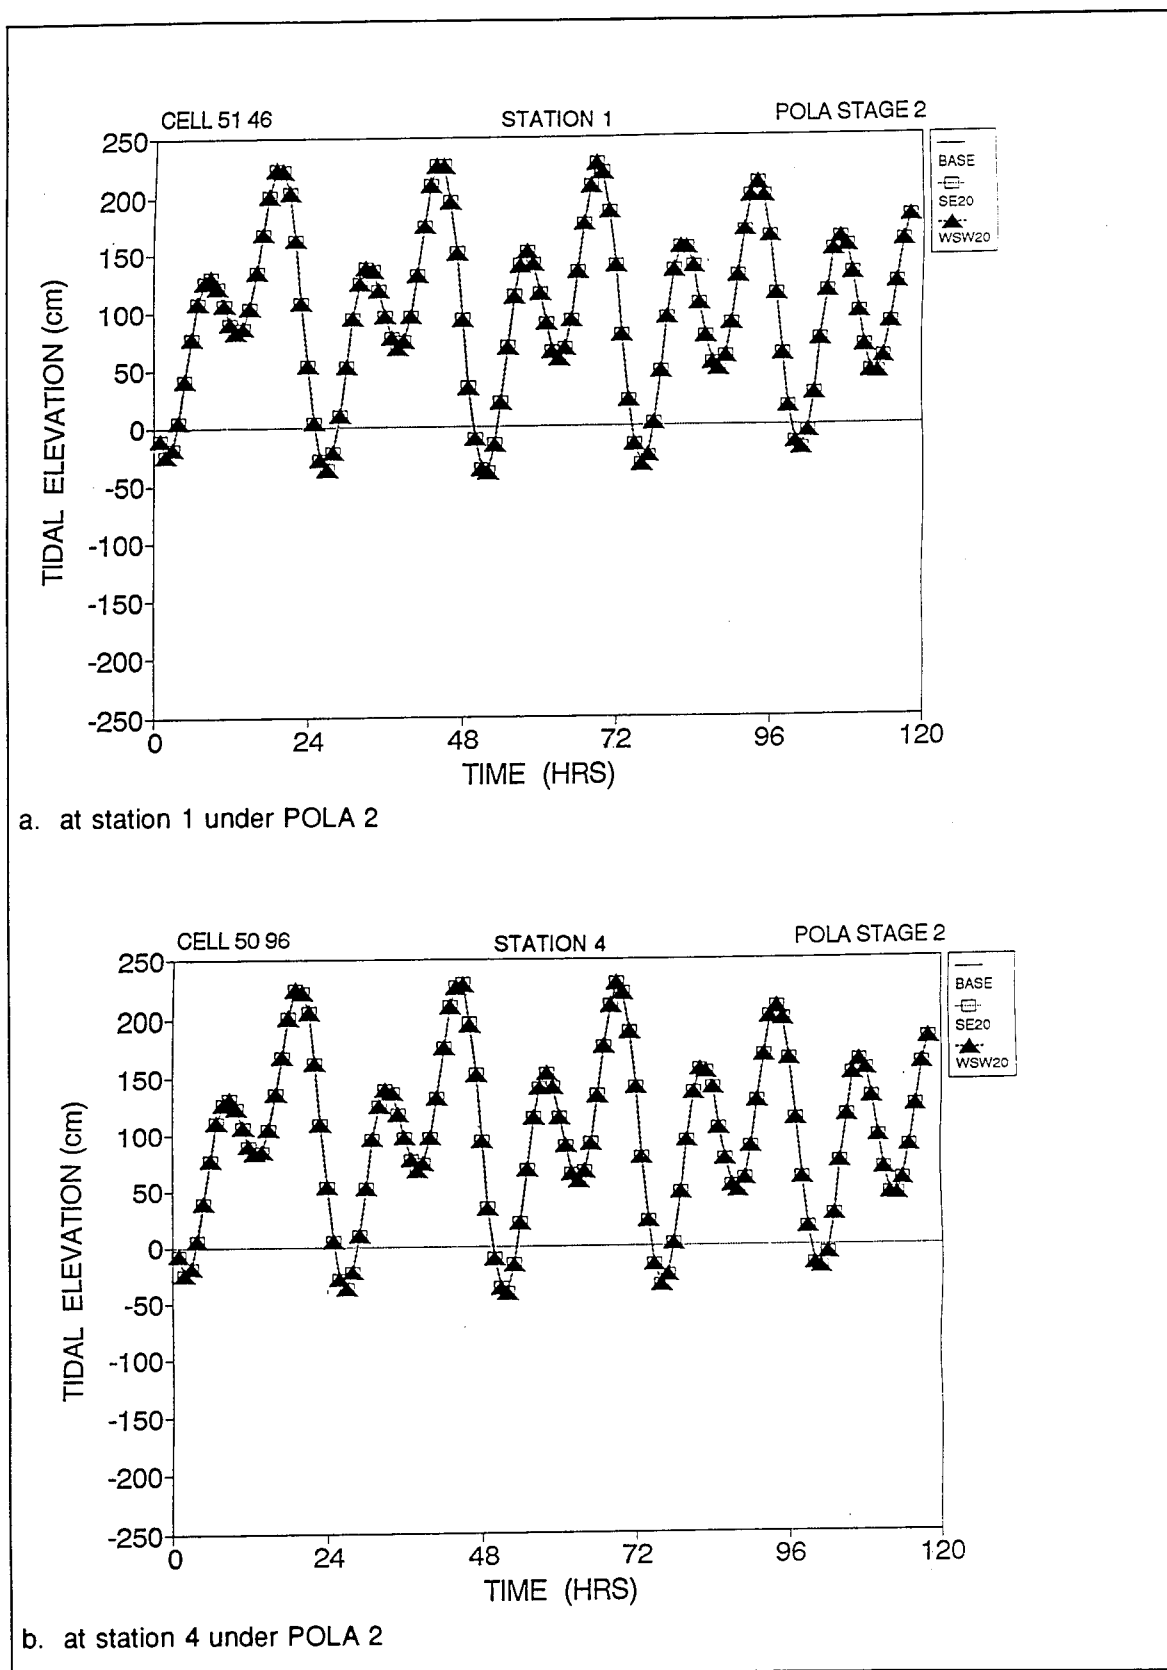 CELL 51 46 STATION 1 POLA STAGE 2
250
200
150
100
50
0
-50
-100
-150
-200
-250
TIDAL ELEVATION (cm)
BASE
SE20
WSW20
0 24 48 72 96 120
TIME (HRS)
a. at station 1 under POLA 2
CELL 50 96 STATION 4 POLA STAGE 2
250
200
150
100
50
0
-50
-100
-150
-200
-250
TIDAL ELEVATION (cm)
BASE
SE20
WSW20
0 24 48 72 96 120
TIME (HRS)
b. at station 4 under POLA 2